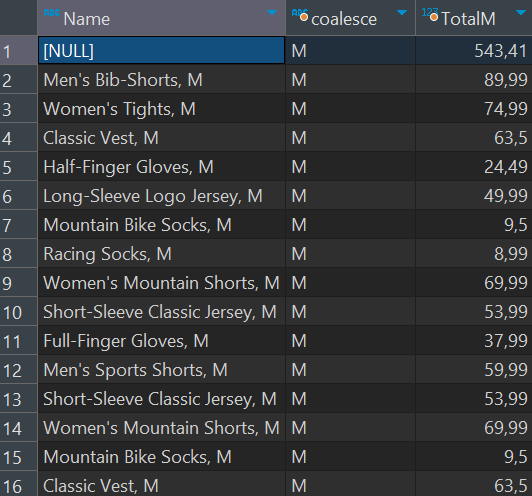 ABC Name ABC coalesce 123 TotalM
1 [NULL] M 543,41
2 Men's Bib-Shorts, M M 89,99
3 Women's Tights, M M 74,99
4 Classic Vest, M M 63,5
5 Half-Finger Gloves, M M 24,49
6 Long-Sleeve Logo Jersey, M M 49,99
7 Mountain Bike Socks, M M 9,5
8 Racing Socks, M M 8,99
9 Women's Mountain Shorts, M M 69,99
10 Short-Sleeve Classic Jersey, M M 53,99
11 Full-Finger Gloves, M M 37,99
12 Men's Sports Shorts, M M 59,99
13 Short-Sleeve Classic Jersey, M M 53,99
14 Women's Mountain Shorts, M M 69,99
15 Mountain Bike Socks, M M 9,5
16 Classic Vest, M M 63,5